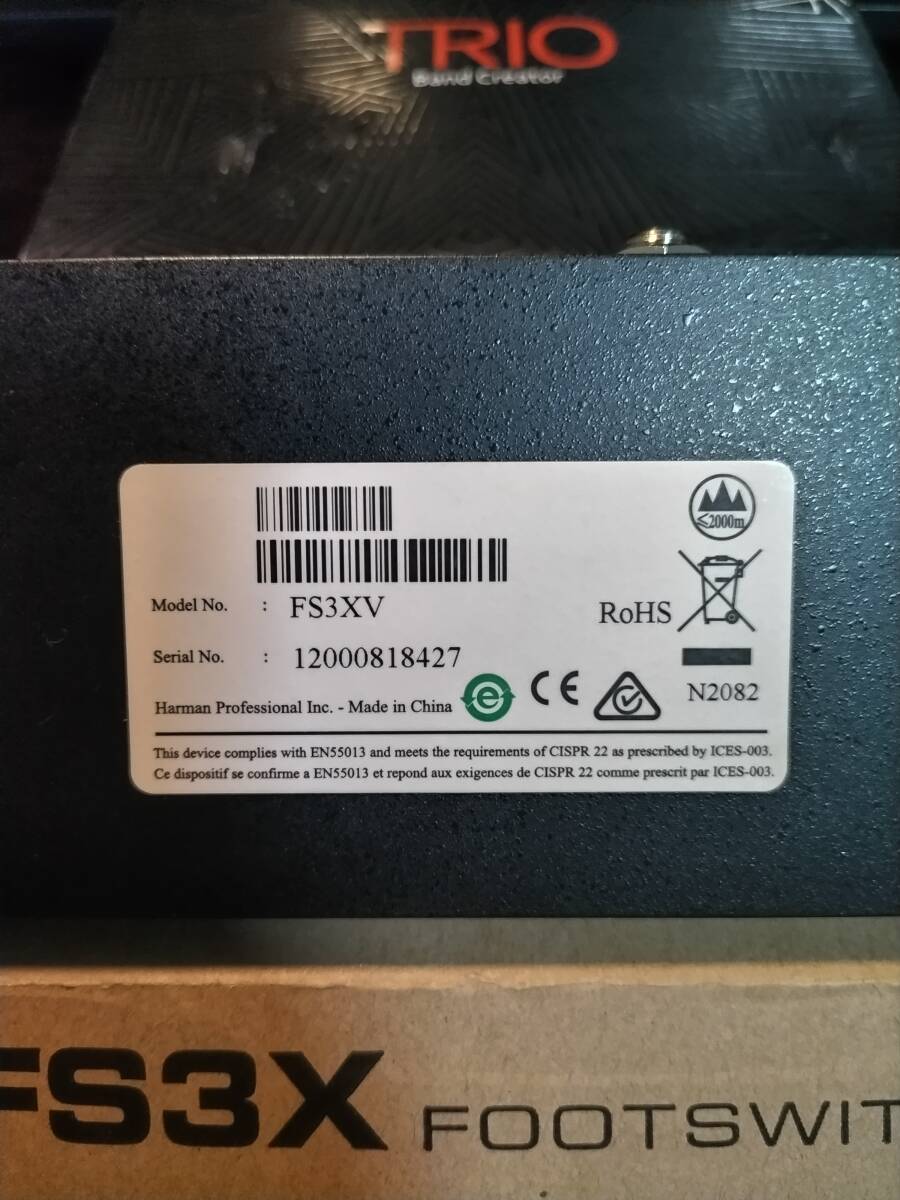 TRIO
Band Creator
≤2000m
Model No. : FS3XV
RoHS
Serial No. : 12000818427
N2082
Harman Professional Inc. - Made in China
e CE
This device complies with EN55013 and meets the requirements of CISPR 22 as prescribed by ICES-003.
Ce dispositif se confirme a EN55013 et repond aux exigences de CISPR 22 comme prescrit par ICES-003.
FS3X FOOTSWIT